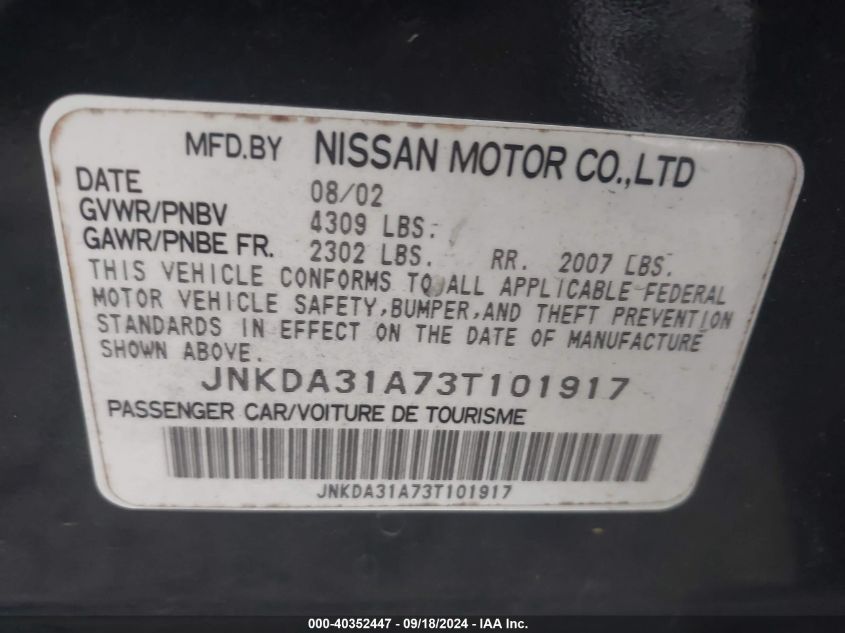 MFD.BY NISSAN MOTOR CO.,LTD
DATE 08/02
GVWR/PNBV 4309 LBS.
GAWR/PNBE FR. 2302 LBS. RR. 2007 LBS.
THIS VEHICLE CONFORMS TO ALL APPLICABLE FEDERAL
MOTOR VEHICLE SAFETY,BUMPER,AND THEFT PREVENTION
STANDARDS IN EFFECT ON THE DATE OF MANUFACTURE
SHOWN ABOVE.
JNKDA31A73T101917
PASSENGER CAR/VOITURE DE TOURISME
JNKDA31A73T101917
000-40352447 - 09/18/2024 - IAA Inc.